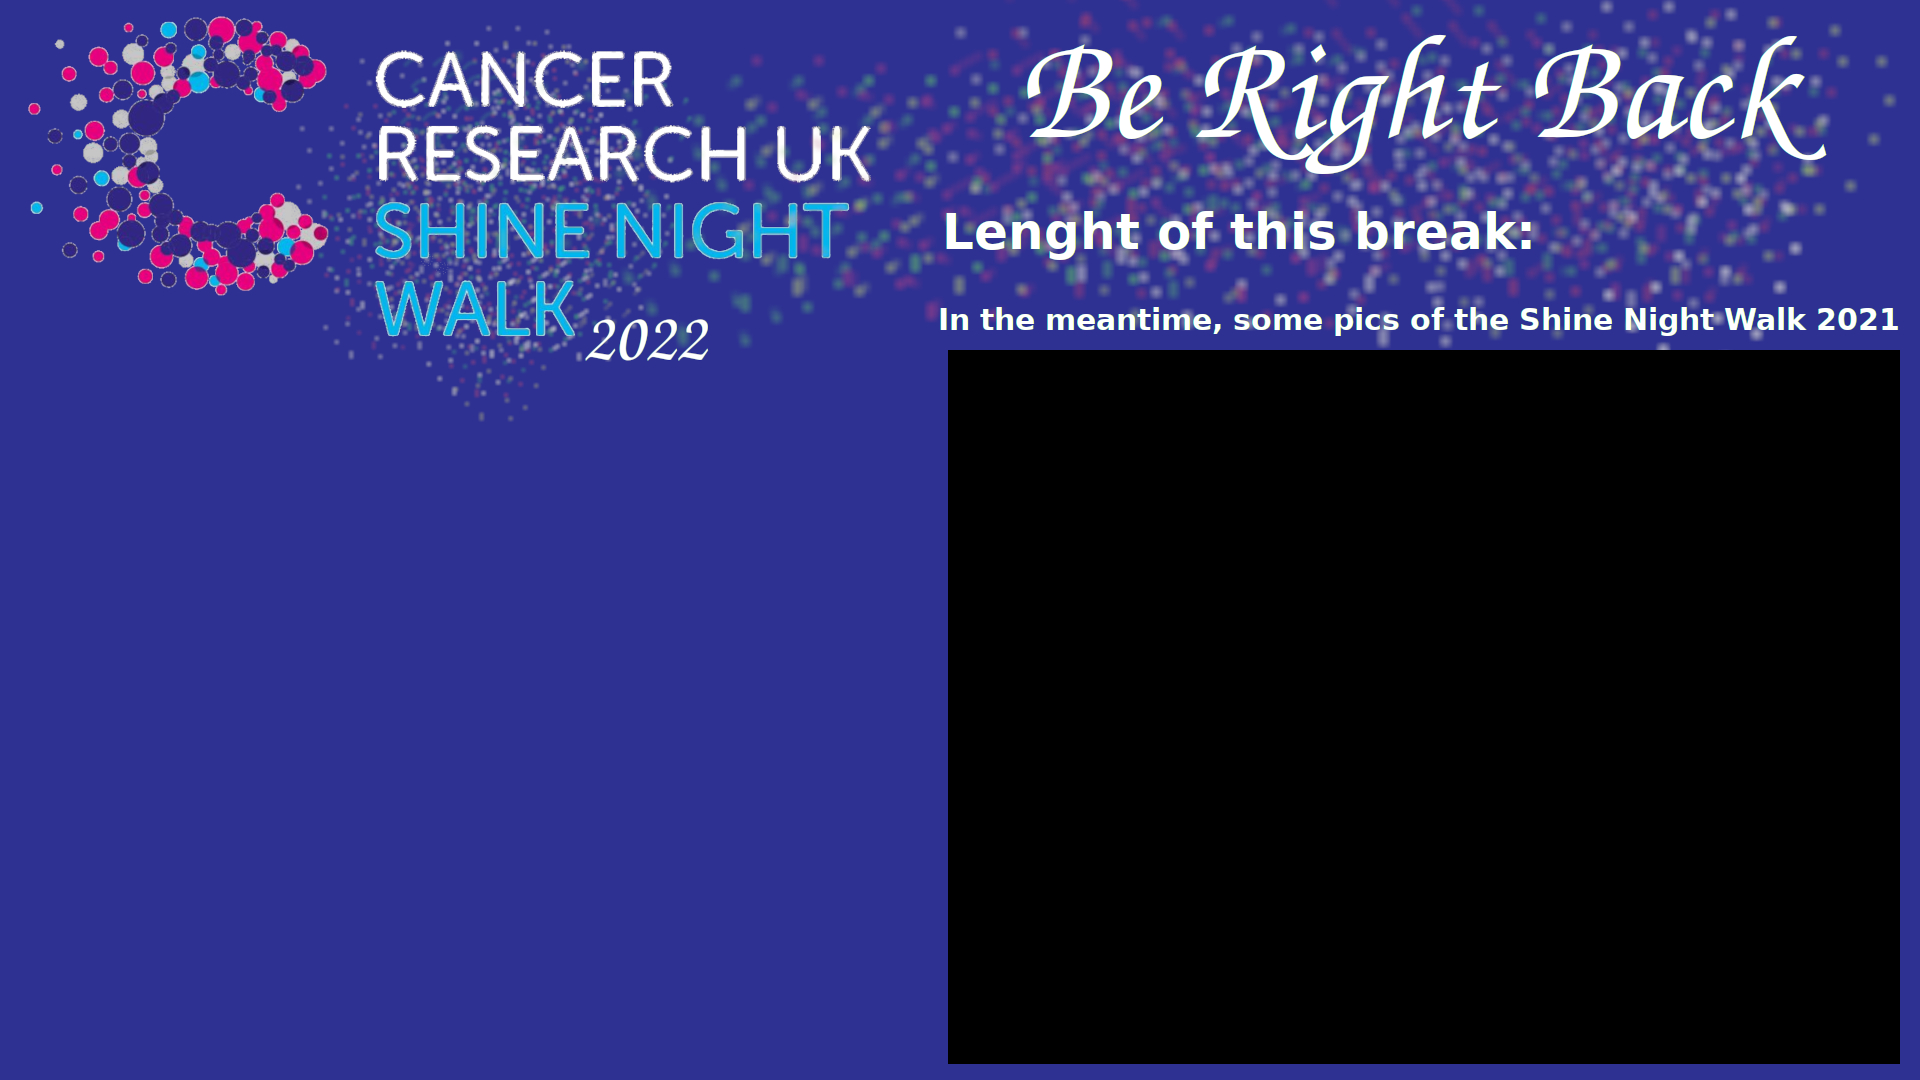 CANCER
RESEARCH UK
SHINE NIGHT
WALK 2022
Be Right Back
Lenght of this break:
In the meantime, some pics of the Shine Night Walk 2021